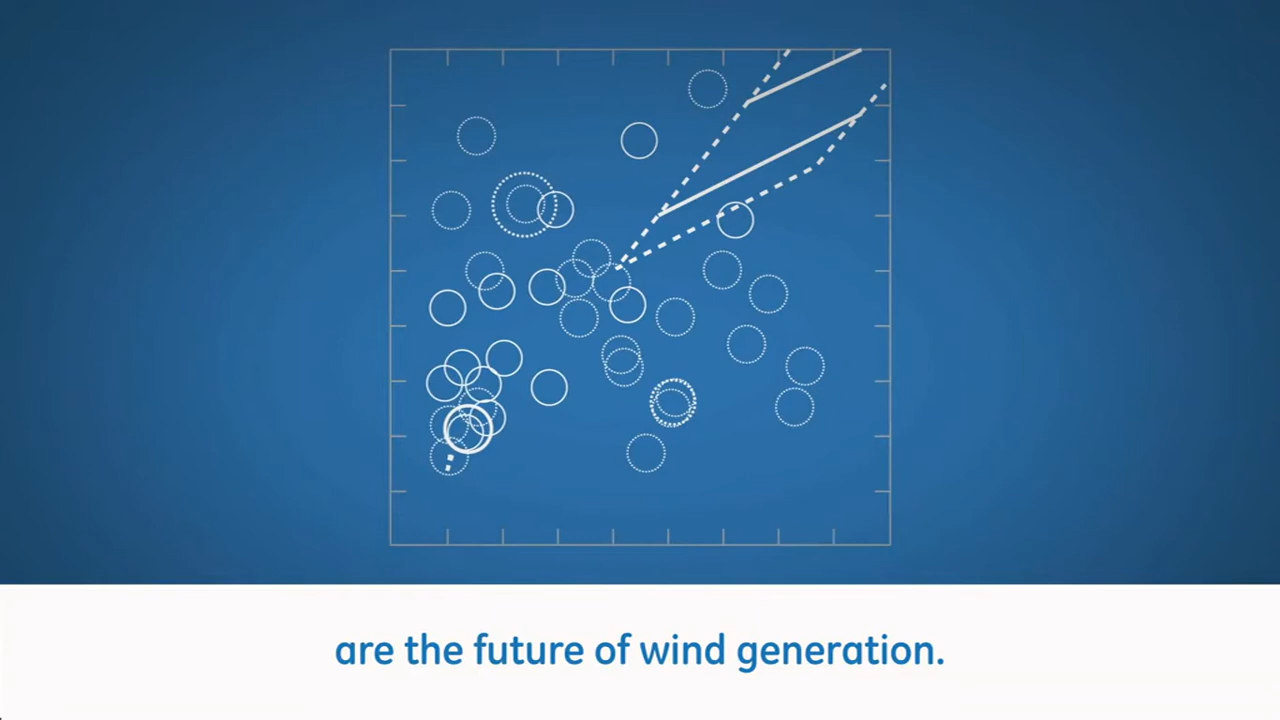 are the future of wind generation.